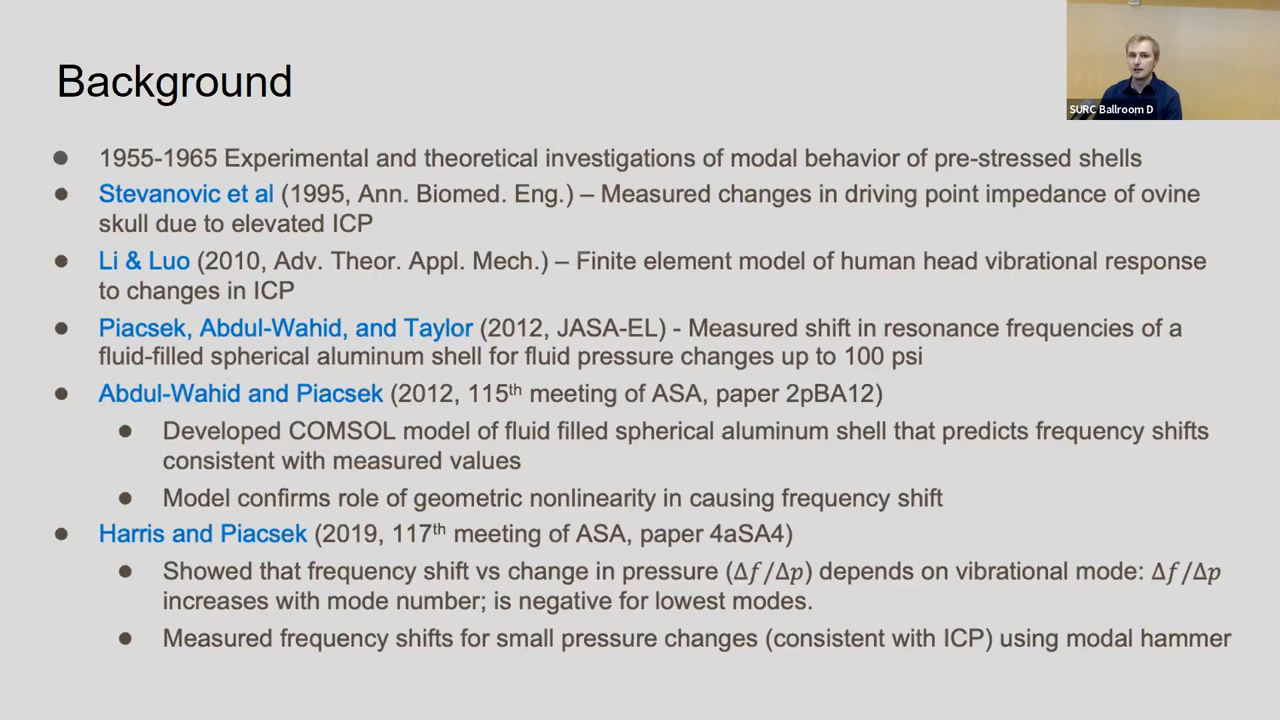 SURC Ballroom D
Background
1955-1965 Experimental and theoretical investigations of modal behavior of pre-stressed shells
Stevanovic et al (1995, Ann. Biomed. Eng.) – Measured changes in driving point impedance of ovine
skull due to elevated ICP
Li & Luo (2010, Adv. Theor. Appl. Mech.) – Finite element model of human head vibrational response
to changes in ICP
Piacsek, Abdul-Wahid, and Taylor (2012, JASA-EL) - Measured shift in resonance frequencies of a
fluid-filled spherical aluminum shell for fluid pressure changes up to 100 psi
Abdul-Wahid and Piacsek (2012, 115th meeting of ASA, paper 2pBA12)
Developed COMSOL model of fluid filled spherical aluminum shell that predicts frequency shifts
consistent with measured values
Model confirms role of geometric nonlinearity in causing frequency shift
Harris and Piacsek (2019, 117th meeting of ASA, paper 4aSA4)
Showed that frequency shift vs change in pressure (Δf/Δp) depends on vibrational mode: Δf/Δp
increases with mode number; is negative for lowest modes.
Measured frequency shifts for small pressure changes (consistent with ICP) using modal hammer